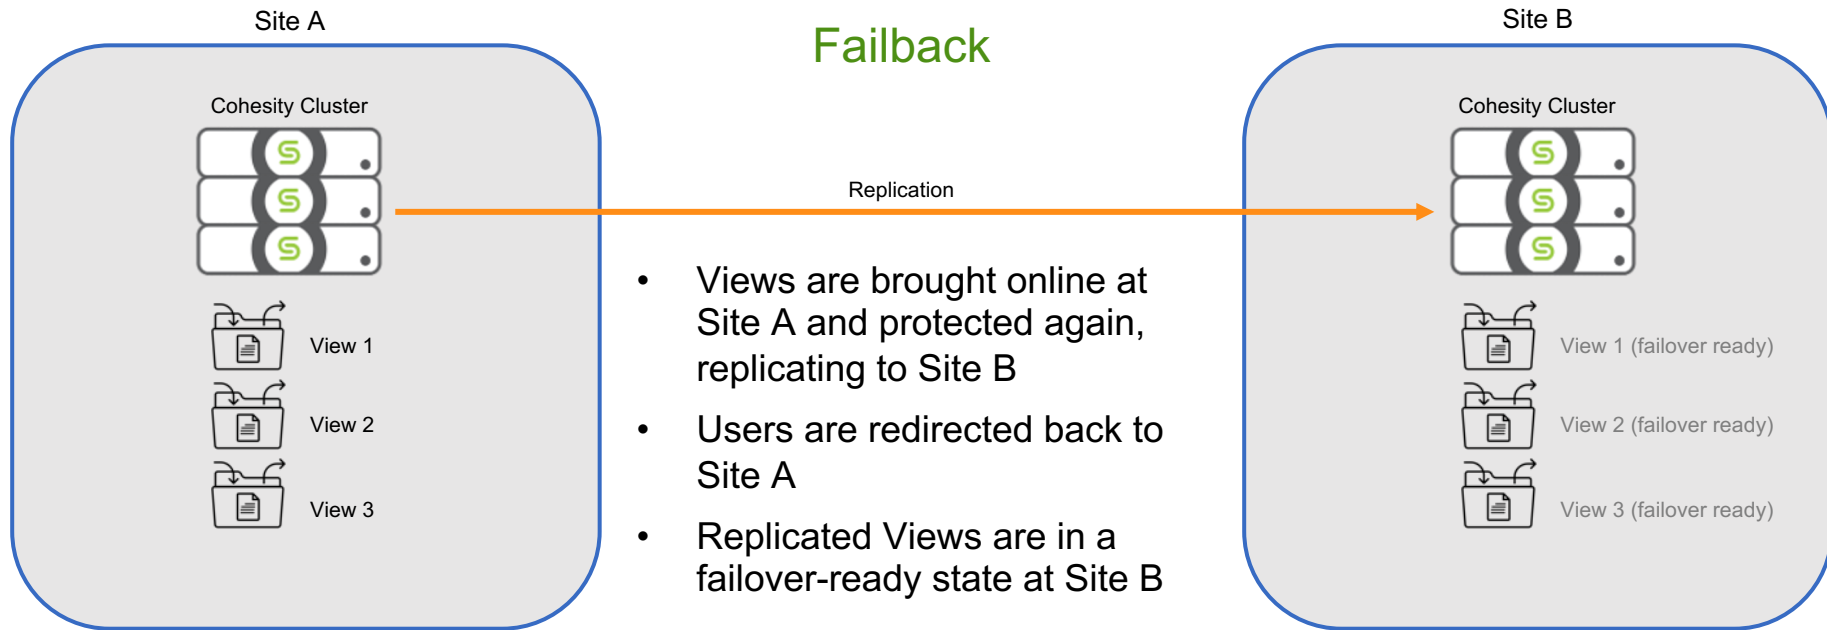 Site A
Failback
Site B
Cohesity Cluster
Cohesity Cluster
Replication
• Views are brought online at
Site A and protected again,
replicating to Site B
• Users are redirected back to
Site A
• Replicated Views are in a
failover-ready state at Site B
View 1
View 2
View 3
View 1 (failover ready)
View 2 (failover ready)
View 3 (failover ready)